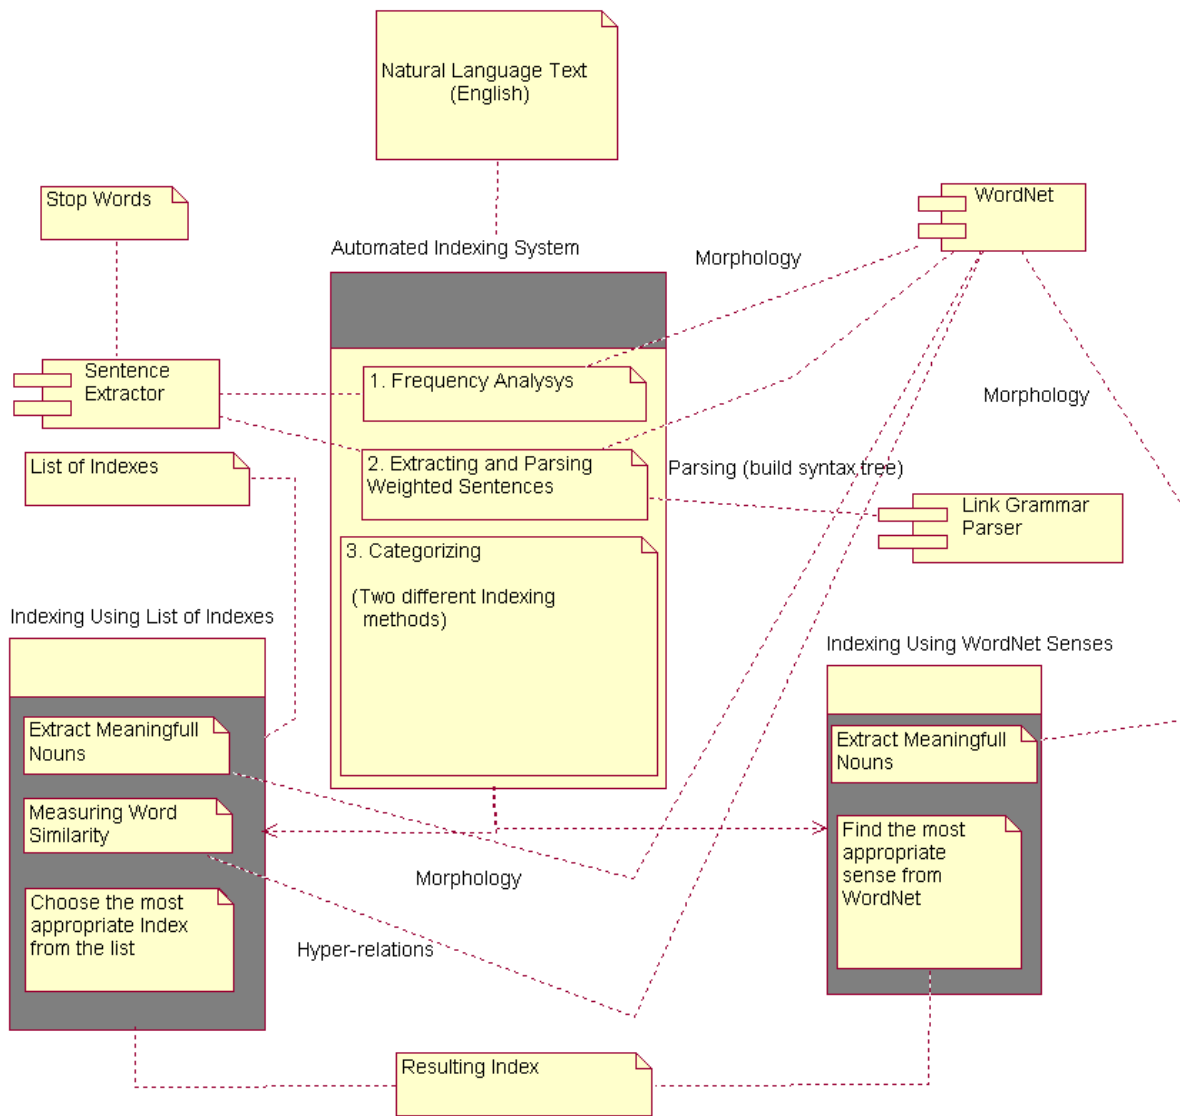 Natural Language Text
(English)
Stop Words
WordNet
Automated Indexing System
Morphology
Sentence
Extractor
1. Frequency Analysys
Morphology
List of Indexes
2. Extracting and Parsing
Weighted Sentences
Parsing (build syntax tree)
Link Grammar
Parser
3. Categorizing
(Two different Indexing
methods)
Indexing Using List of Indexes
Indexing Using WordNet Senses
Extract Meaningfull
Nouns
Extract Meaningfull
Nouns
Measuring Word
Similarity
Find the most
appropriate
sense from
WordNet
Morphology
Choose the most
appropriate Index
from the list
Hyper-relations
Resulting Index